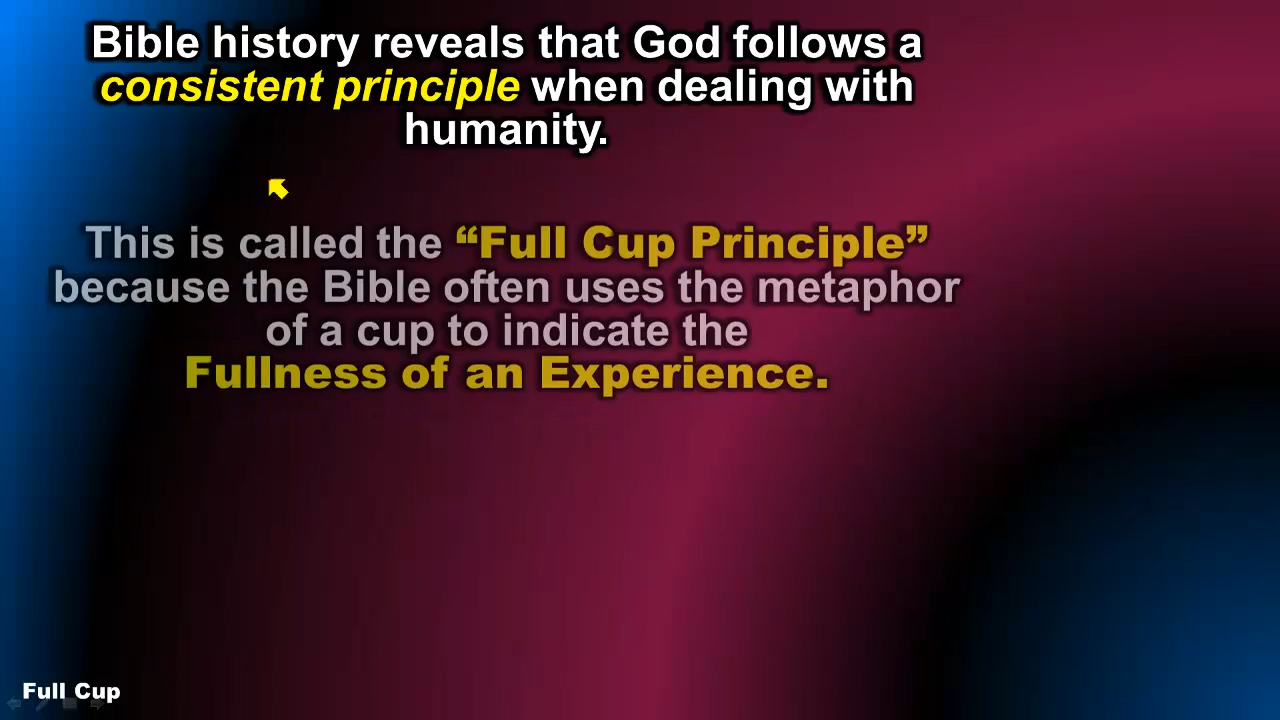 Bible history reveals that God follows a
consistent principle when dealing with
humanity.
This is called the “Full Cup Principle”
because the Bible often uses the metaphor
of a cup to indicate the
Fullness of an Experience.
Full Cup